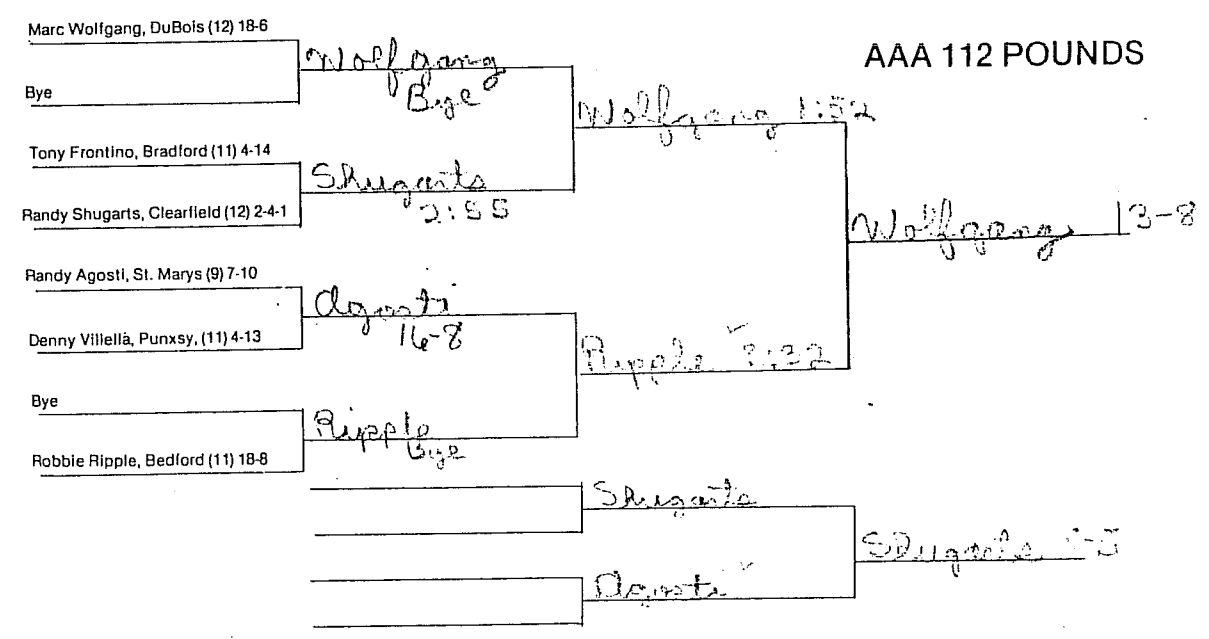 Marc Wolfgang, DuBois (12) 18-6
Wolfgang
AAA 112 POUNDS
Bye
Bye
Wolfgang 1:52
Tony Frontino, Bradford (11) 4-14
Shugarts
2:55
Randy Shugarts, Clearfield (12) 2-4-1
Wolfgang 13-8
Randy Agosti, St. Marys (9) 7-10
Agosti
16-8
Denny Villella, Punxsy, (11) 4-13
Ripple :32
Bye
Ripple
Bye
Robbie Ripple, Bedford (11) 18-8
Shugarts
Shugarts
Agosti